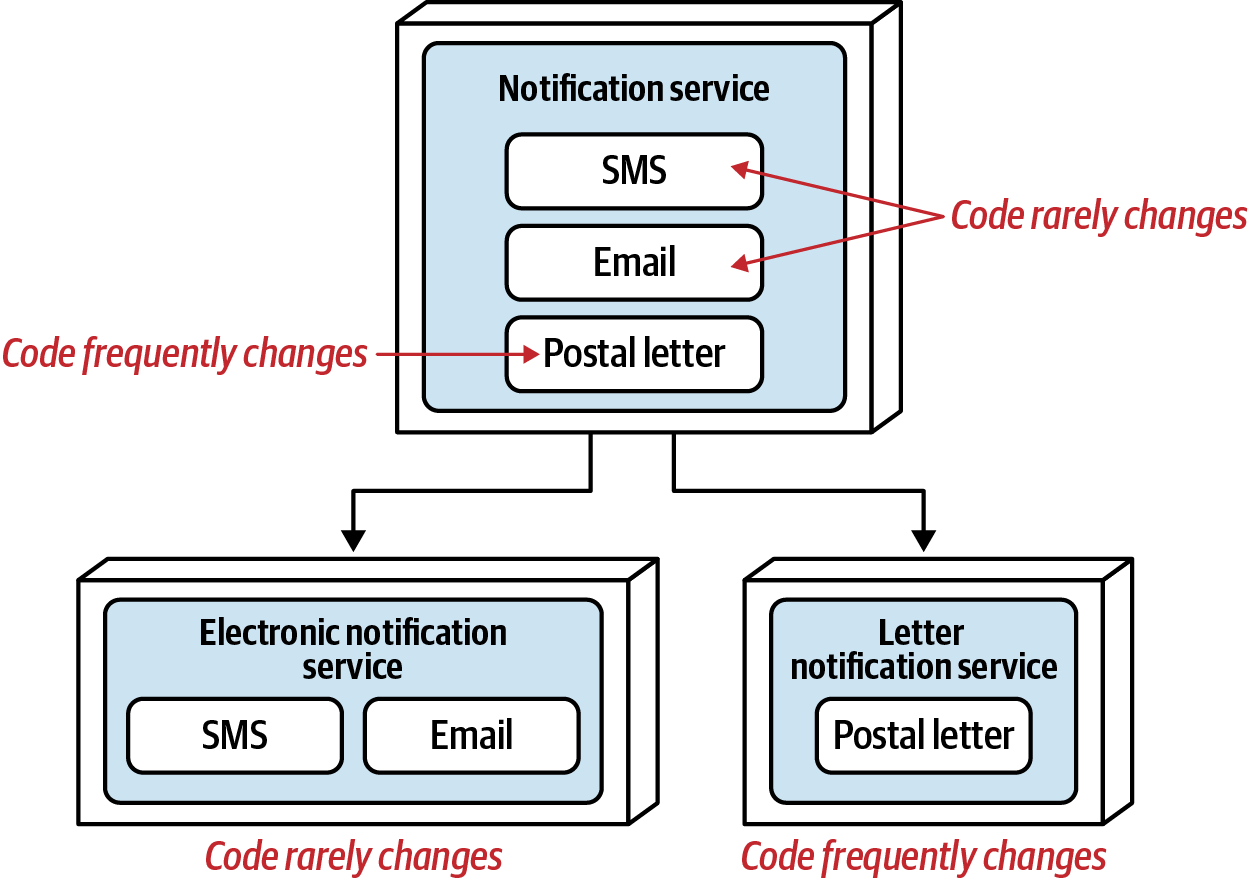 Notification service
SMS
Code rarely changes
Email
Code frequently changes
Postal letter
Electronic notification
service
SMS
Email
Code rarely changes
Letter
notification service
Postal letter
Code frequently changes